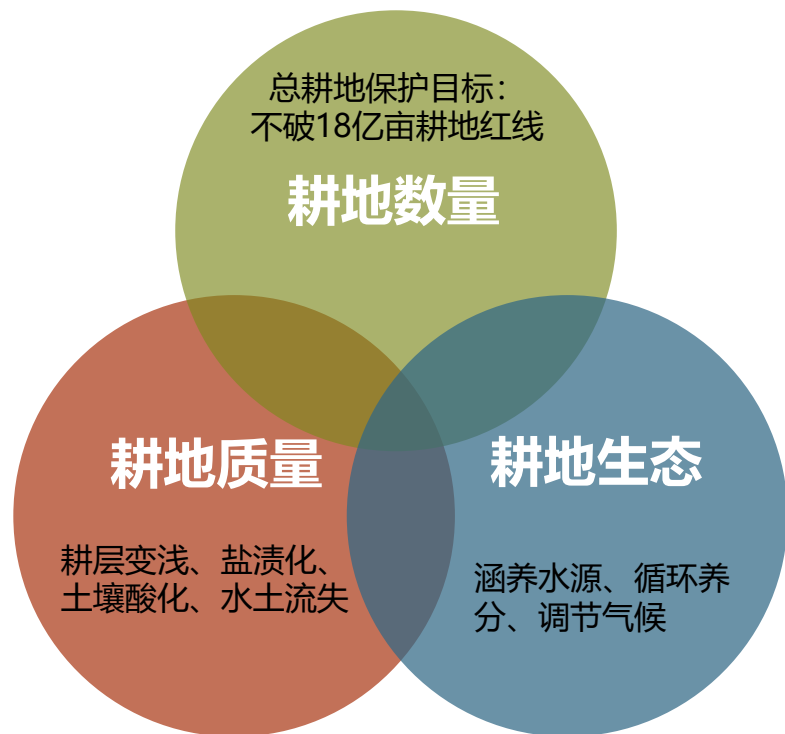 总耕地保护目标：
不破18亿亩耕地红线
耕地数量
耕地质量
耕层变浅、盐渍化、
土壤酸化、水土流失
耕地生态
涵养水源、循环养
分、调节气候